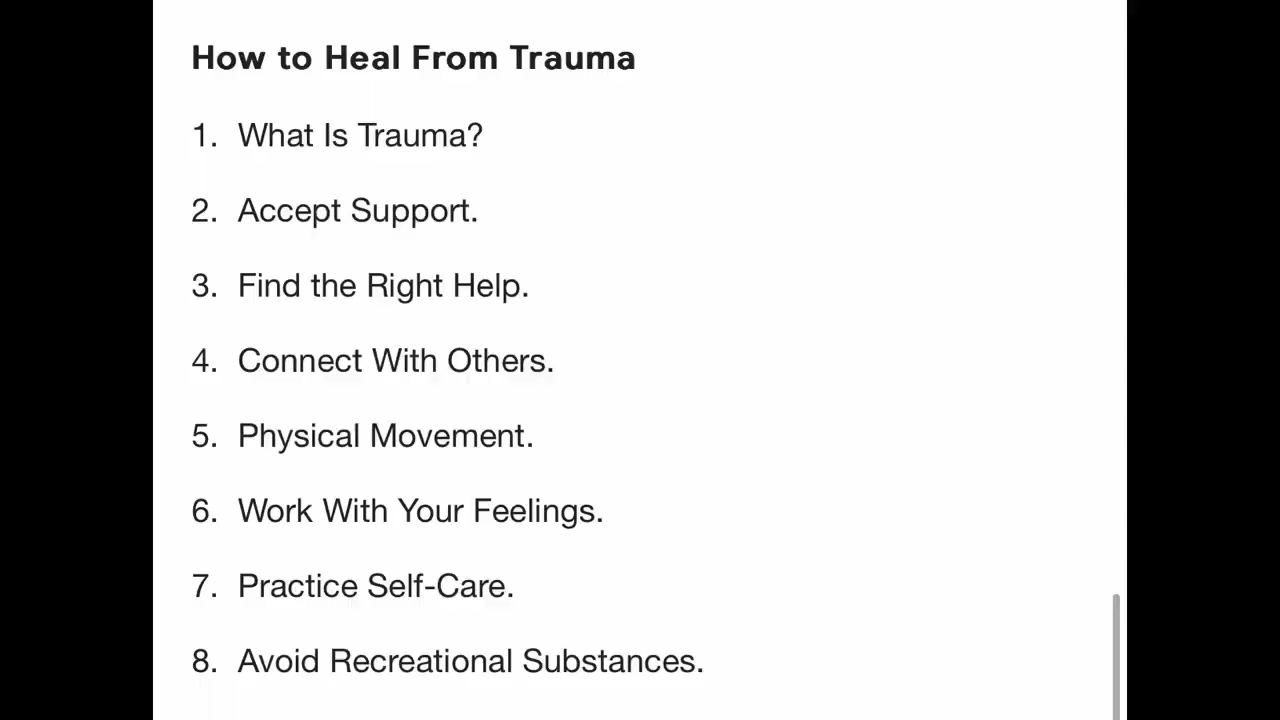 How to Heal From Trauma
1. What Is Trauma?
2. Accept Support.
3. Find the Right Help.
4. Connect With Others.
5. Physical Movement.
6. Work With Your Feelings.
7. Practice Self-Care.
8. Avoid Recreational Substances.